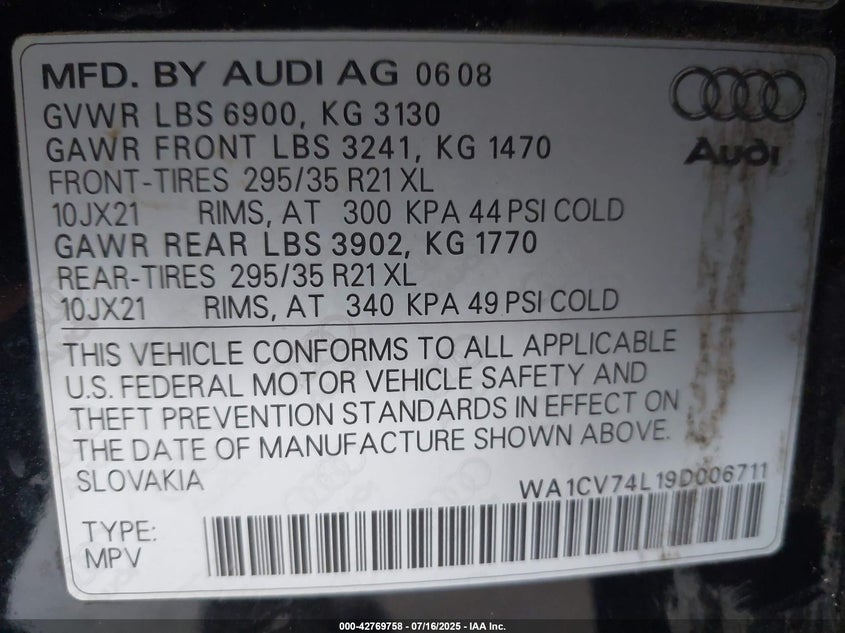 MFD. BY AUDI AG 0608
GVWR LBS 6900, KG 3130
GAWR FRONT LBS 3241, KG 1470
FRONT-TIRES 295/35 R21 XL
10JX21 RIMS, AT 300 KPA 44 PSI COLD
GAWR REAR LBS 3902, KG 1770
REAR-TIRES 295/35 R21 XL
10JX21 RIMS, AT 340 KPA 49 PSI COLD
Audi
THIS VEHICLE CONFORMS TO ALL APPLICABLE
U.S. FEDERAL MOTOR VEHICLE SAFETY AND
THEFT PREVENTION STANDARDS IN EFFECT ON
THE DATE OF MANUFACTURE SHOWN ABOVE.
SLOVAKIA
WA1CV74L19D006711
TYPE:
MPV
000-42769758 - 07/16/2025 - IAA Inc.